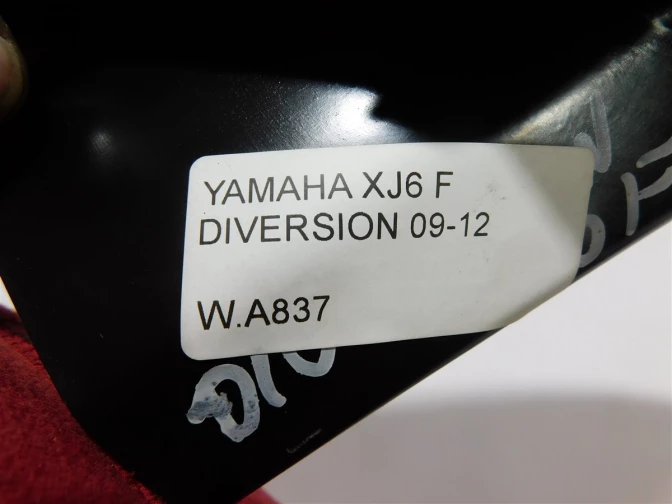 YAMAHA XJ6 F
DIVERSION 09-12
W.A837